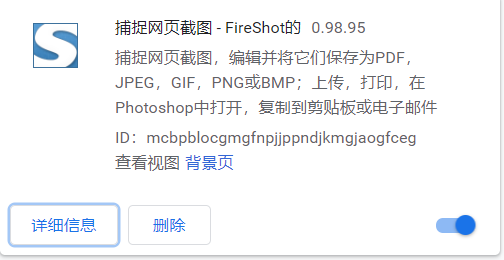 捕捉网页截图 - FireShot的 0.98.95
捕捉网页截图，编辑并将它们保存为PDF，
JPEG，GIF，PNG或BMP；上传，打印，在
Photoshop中打开，复制到剪贴板或电子邮件
ID：mcbpblocgmgfnpjjppndjkmgjaogfceg
查看视图 背景页
详细信息 删除